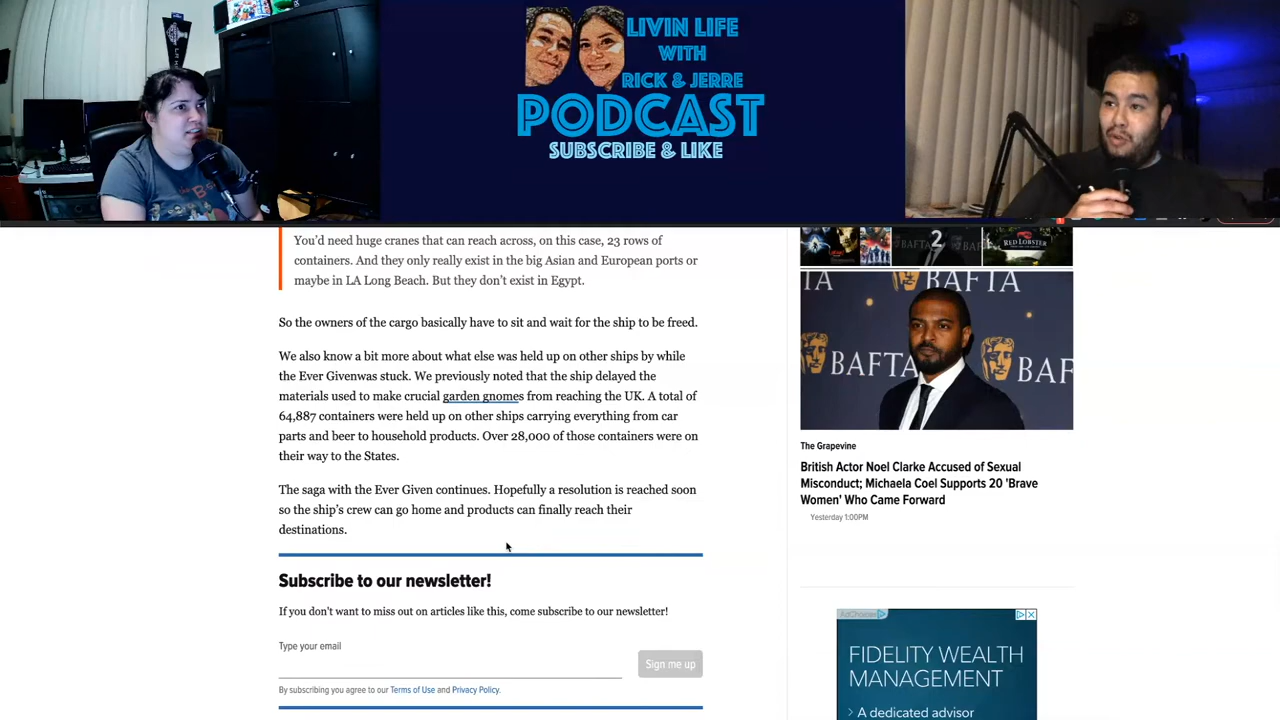 LIVIN LIFE
WITH
RICK & JERRE
PODCAST
SUBSCRIBE & LIKE
You'd need huge cranes that can reach across, on this case, 23 rows of
containers. And they only really exist in the big Asian and European ports or
maybe in LA Long Beach. But they don't exist in Egypt.
So the owners of the cargo basically have to sit and wait for the ship to be freed.
We also know a bit more about what else was held up on other ships by while
the Ever Givenwas stuck. We previously noted that the ship delayed the
materials used to make crucial garden gnomes from reaching the UK. A total of
64,887 containers were held up on other ships carrying everything from car
parts and beer to household products. Over 28,000 of those containers were on
their way to the States.
The saga with the Ever Given continues. Hopefully a resolution is reached soon
so the ship's crew can go home and products can finally reach their
destinations.
Subscribe to our newsletter!
If you don't want to miss out on articles like this, come subscribe to our newsletter!
Type your email
Sign me up
By subscribing you agree to our Terms of Use and Privacy Policy.
BAFTA
2
BAF
RED LOBSTER
TA
BAFTA
BAFTA
BAF
The Grapevine
British Actor Noel Clarke Accused of Sexual
Misconduct; Michaela Coel Supports 20 'Brave
Women' Who Came Forward
Yesterday 1:00PM
AdChoices
FIDELITY WEALTH
MANAGEMENT
> A dedicated advisor